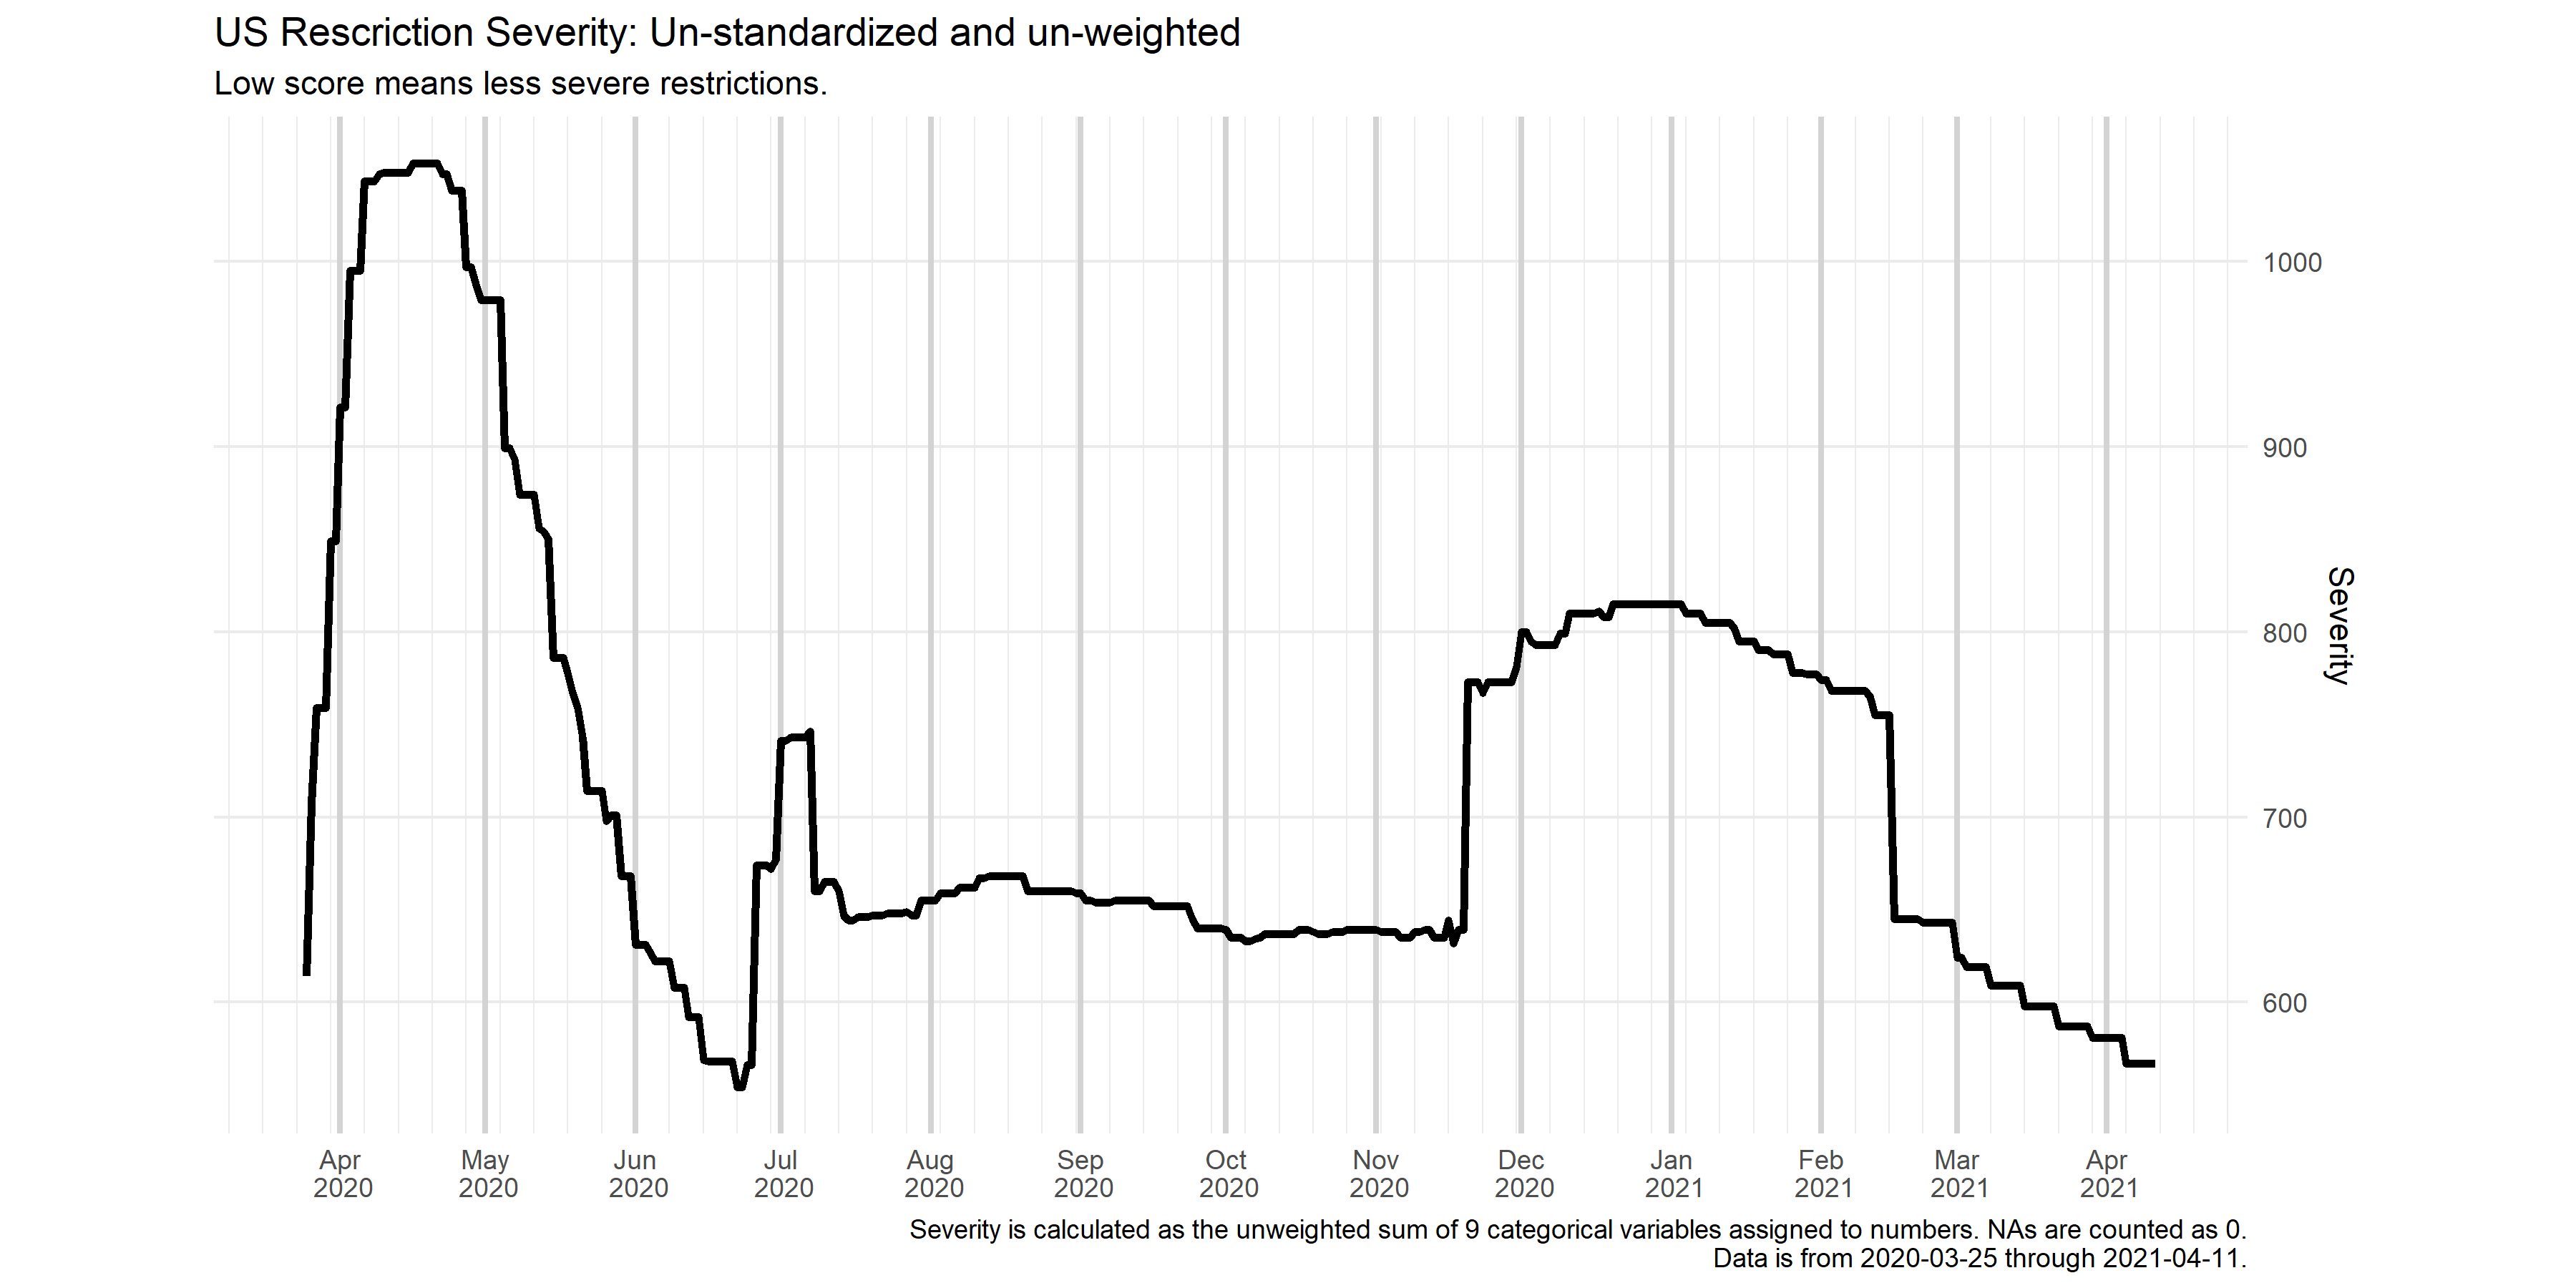 US Rescriction Severity: Un-standardized and un-weighted
Low score means less severe restrictions.
1000
900
800
700
600
Severity
Apr May Jun Jul Aug Sep Oct Nov Dec Jan Feb Mar Apr
2020 2020 2020 2020 2020 2020 2020 2020 2020 2021 2021 2021 2021
Severity is calculated as the unweighted sum of 9 categorical variables assigned to numbers. NAs are counted as 0.
Data is from 2020-03-25 through 2021-04-11.